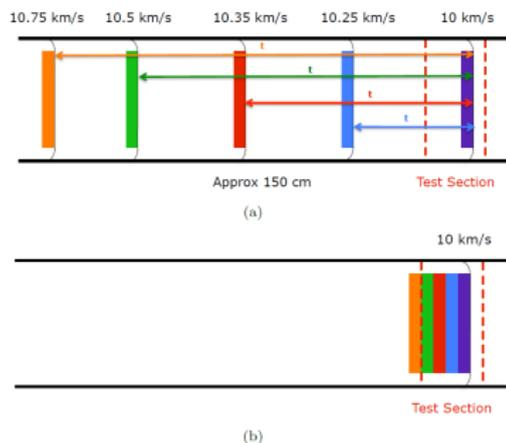 10.75 km/s 10.5 km/s 10.35 km/s 10.25 km/s 10 km/s
t
t
t
t
Approx 150 cm Test Section
(a)
10 km/s
Test Section
(b)